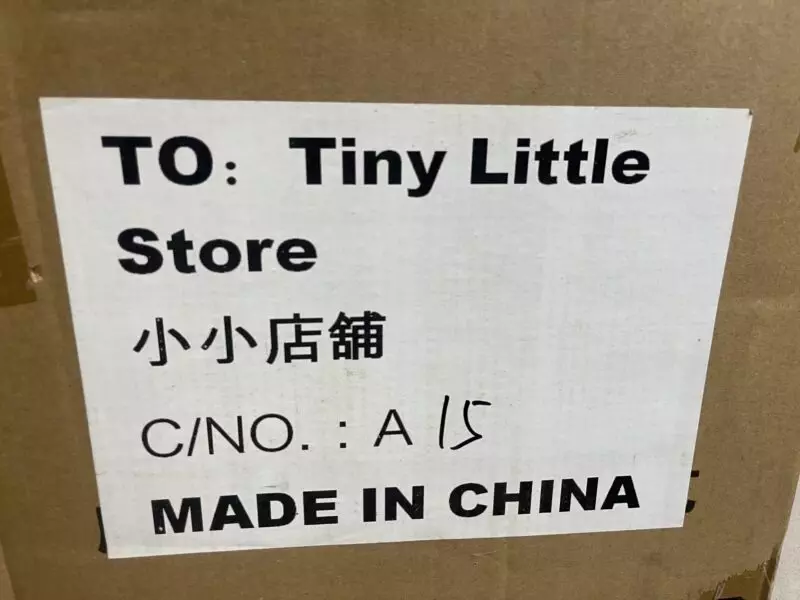 TO: Tiny Little
Store
小小店舖
C/NO. : A 15
MADE IN CHINA